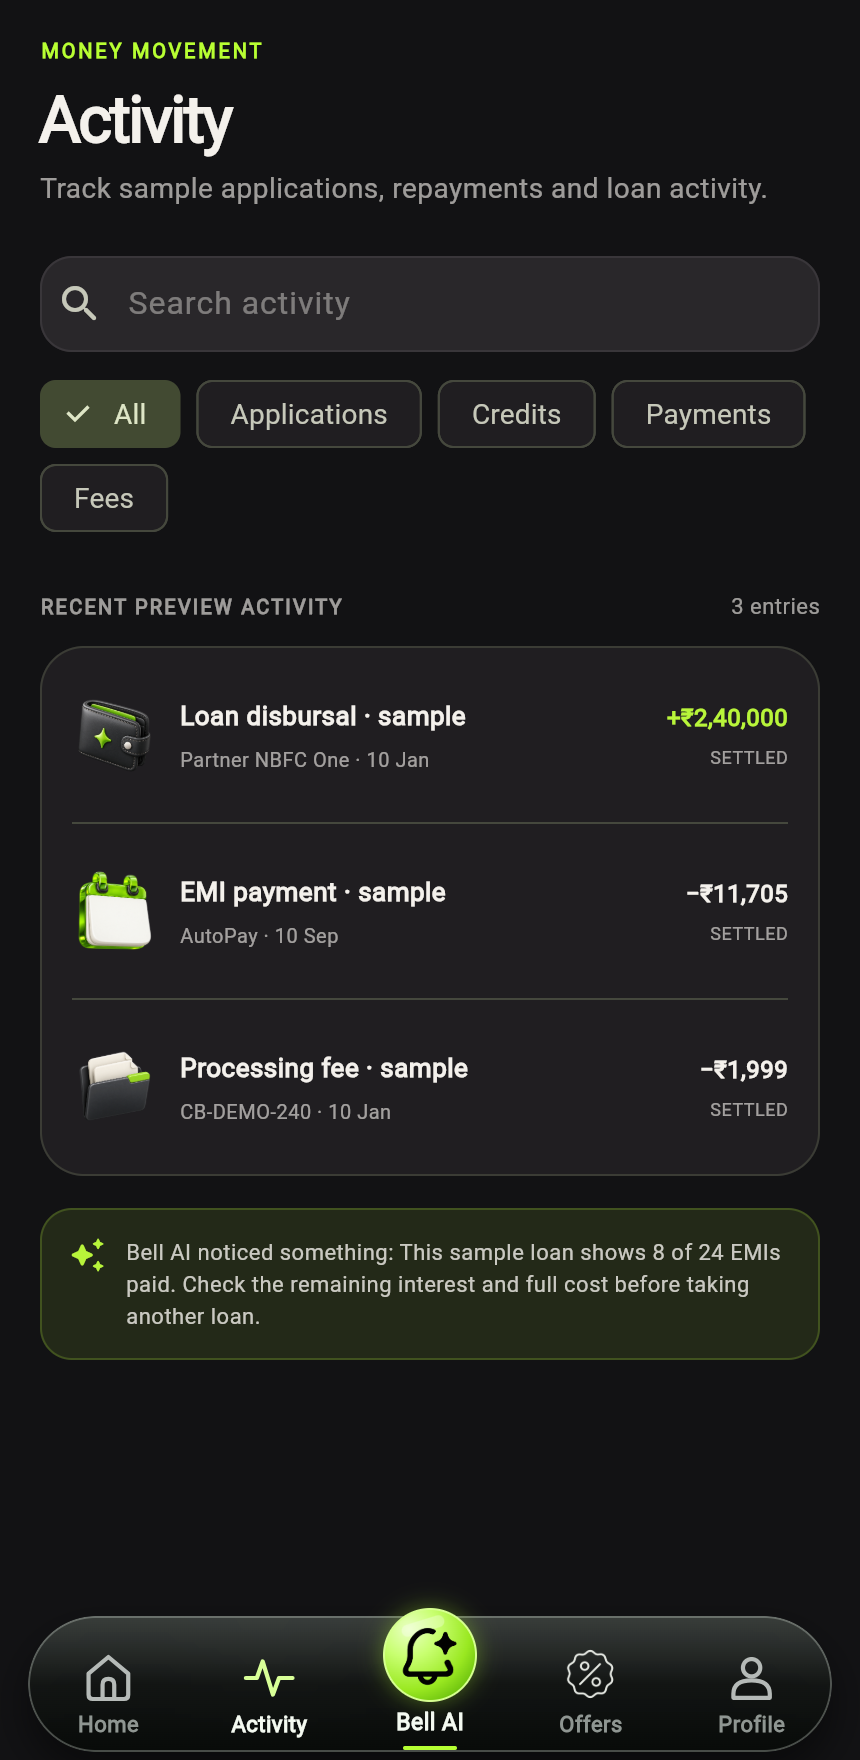 MONEY MOVEMENT
Activity
Track sample applications, repayments and loan activity.
Search activity
All
Applications
Credits
Payments
Fees
RECENT PREVIEW ACTIVITY
3 entries
Loan disbursal · sample
+₹2,40,000
Partner NBFC One · 10 Jan
SETTLED
EMI payment · sample
−₹11,705
AutoPay · 10 Sep
SETTLED
Processing fee · sample
−₹1,999
CB-DEMO-240 · 10 Jan
SETTLED
Bell AI noticed something: This sample loan shows 8 of 24 EMIs
paid. Check the remaining interest and full cost before taking
another loan.
Home
Activity
Bell AI
Offers
Profile